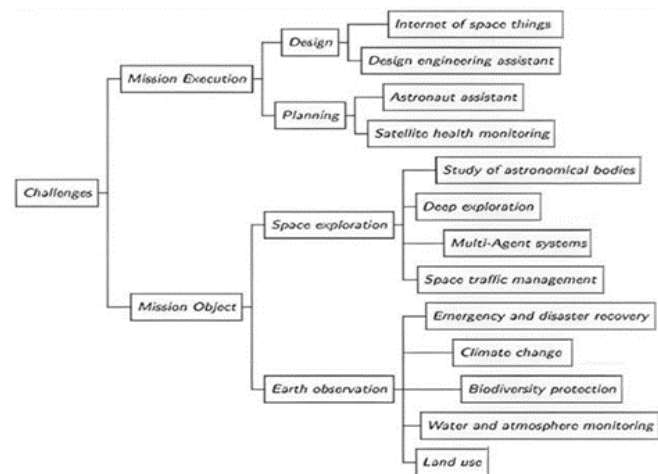 Internet of space things
Design
Design engineering assistant
Mission Execution
Astronaut assistant
Planning
Satellite health monitoring
Study of astronomical bodies
Challenges
Deep exploration
Space exploration
Multi-Agent systems
Space traffic management
Mission Object
Emergency and disaster recovery
Climate change
Earth observation
Biodiversity protection
Water and atmosphere monitoring
Land use